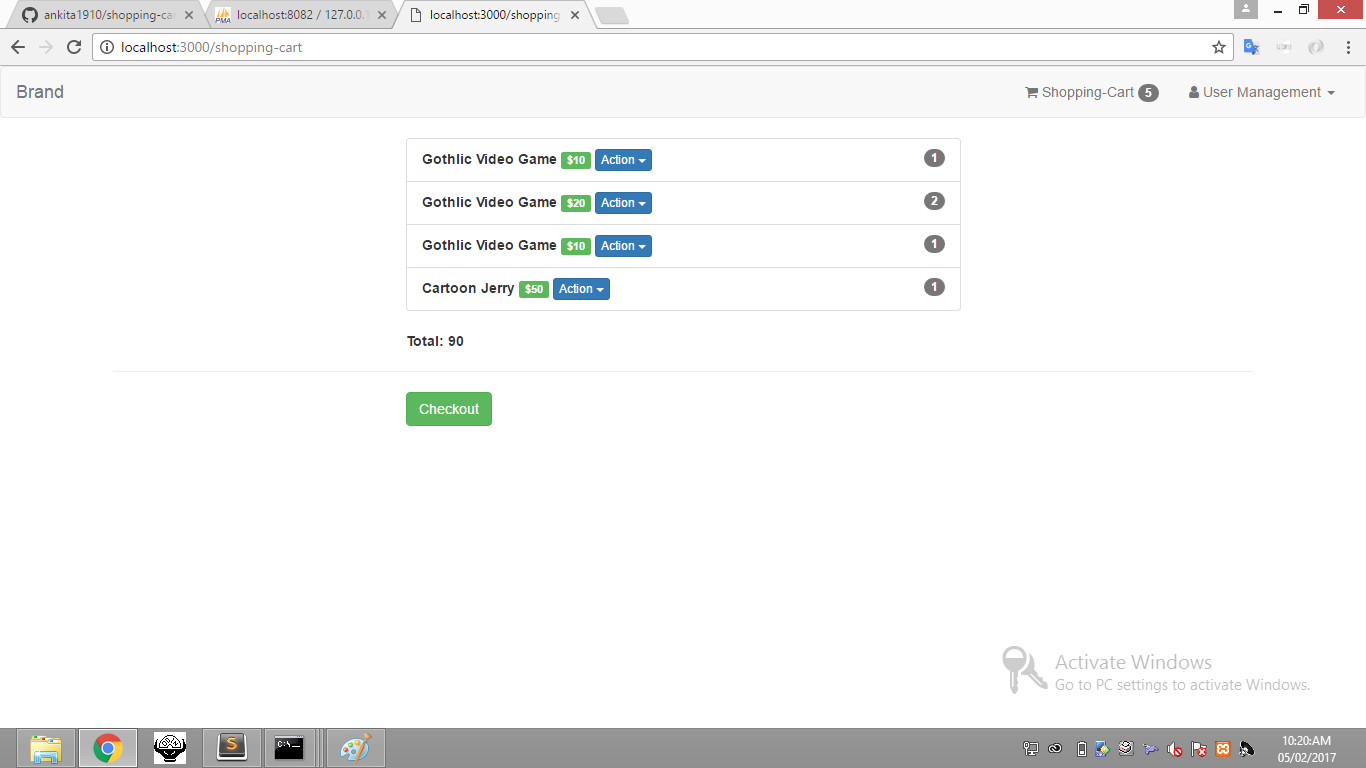 ankita1910/shopping-ca
localhost:8082 / 127.0.0.1
localhost:3000/shopping
localhost:3000/shopping-cart
Brand
Shopping-Cart 5
User Management
Gothlic Video Game $10 Action 1
Gothlic Video Game $20 Action 2
Gothlic Video Game $10 Action 1
Cartoon Jerry $50 Action 1
Total: 90
Checkout
Activate Windows
Go to PC settings to activate Windows.
10:20:AM
05/02/2017